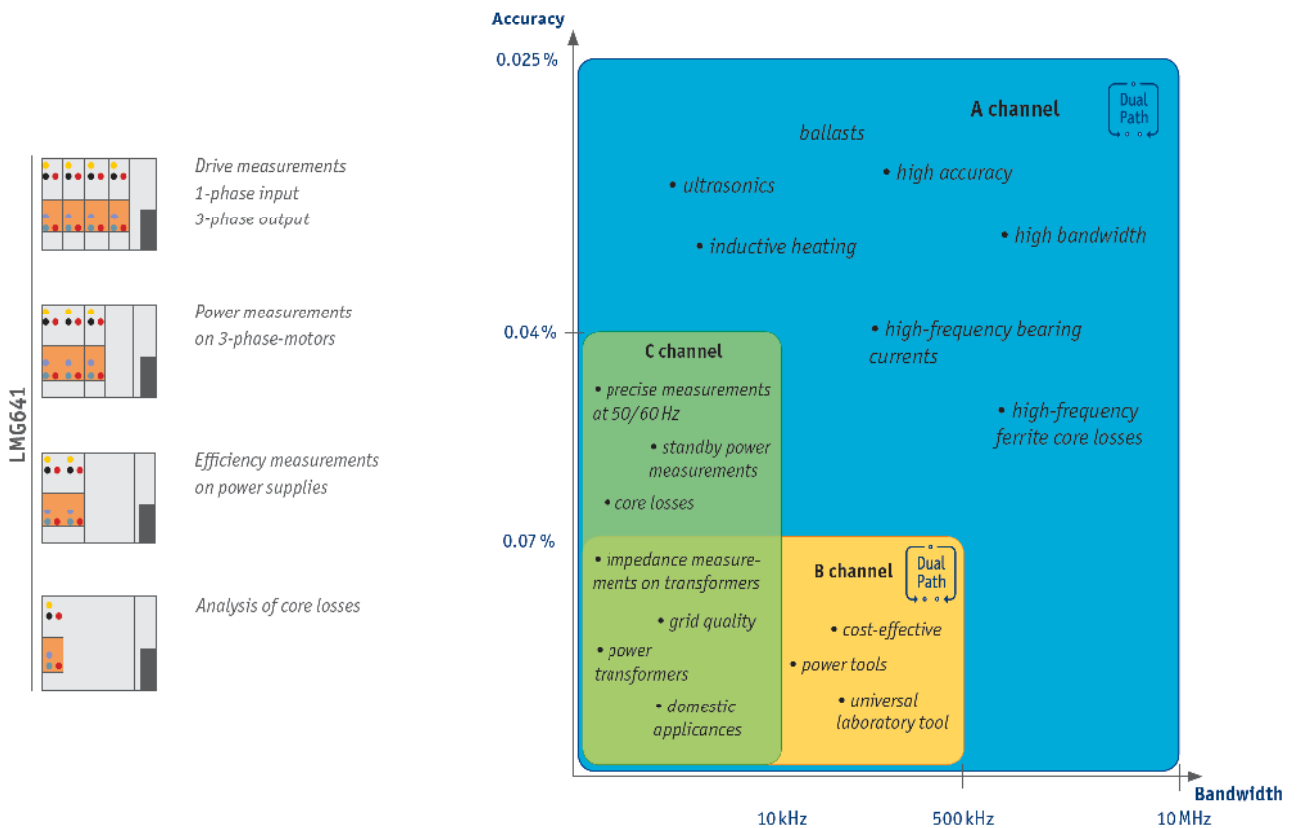 LMG641
Drive measurements
1-phase input
3-phase output
Power measurements
on 3-phase-motors
Efficiency measurements
on power supplies
Analysis of core losses
Accuracy
0.025 %
0.04 %
0.07 %
A channel
Dual
Path
ballasts
• high accuracy
• ultrasonics
• high bandwidth
• inductive heating
• high-frequency bearing
currents
• high-frequency
ferrite core losses
C channel
• precise measurements
at 50/60 Hz
• standby power
measurements
• core losses
• impedance measure-
ments on transformers
• grid quality
• power
transformers
• domestic
applicances
B channel
Dual
Path
• cost-effective
• power tools
• universal
laboratory tool
Bandwidth
10 kHz
500 kHz
10 MHz